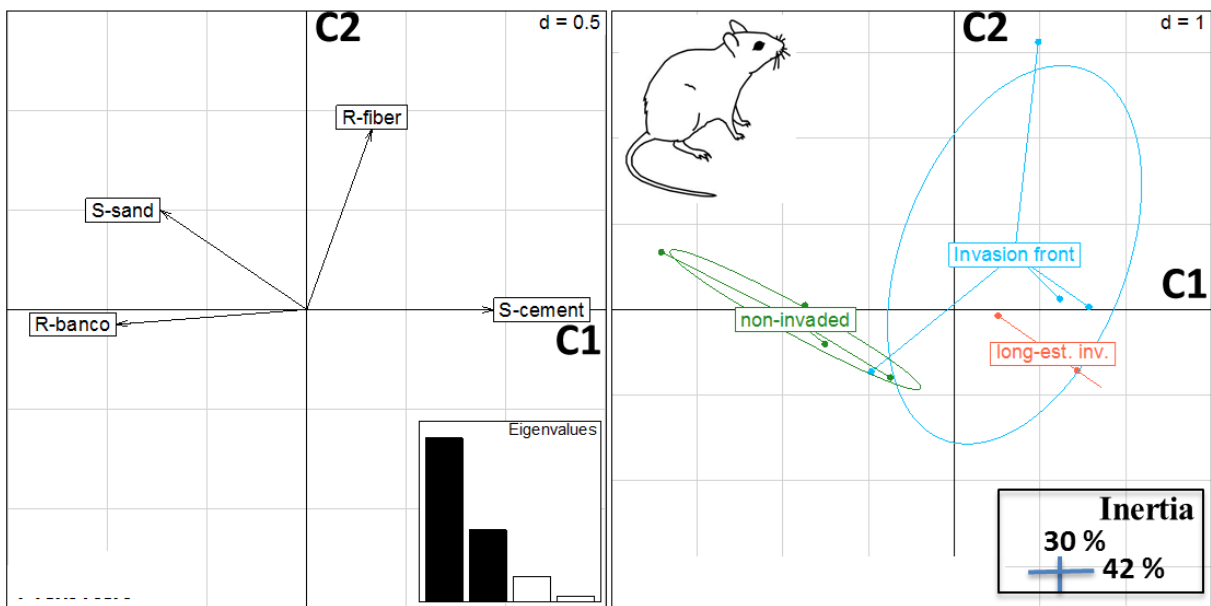 C2
d = 0.5
R-fiber
S-sand
S-cement
R-banco
C1
Eigenvalues
C2
d = 1
Invasion front
C1
non-invaded
long-est. inv.
Inertia
30 %
42 %